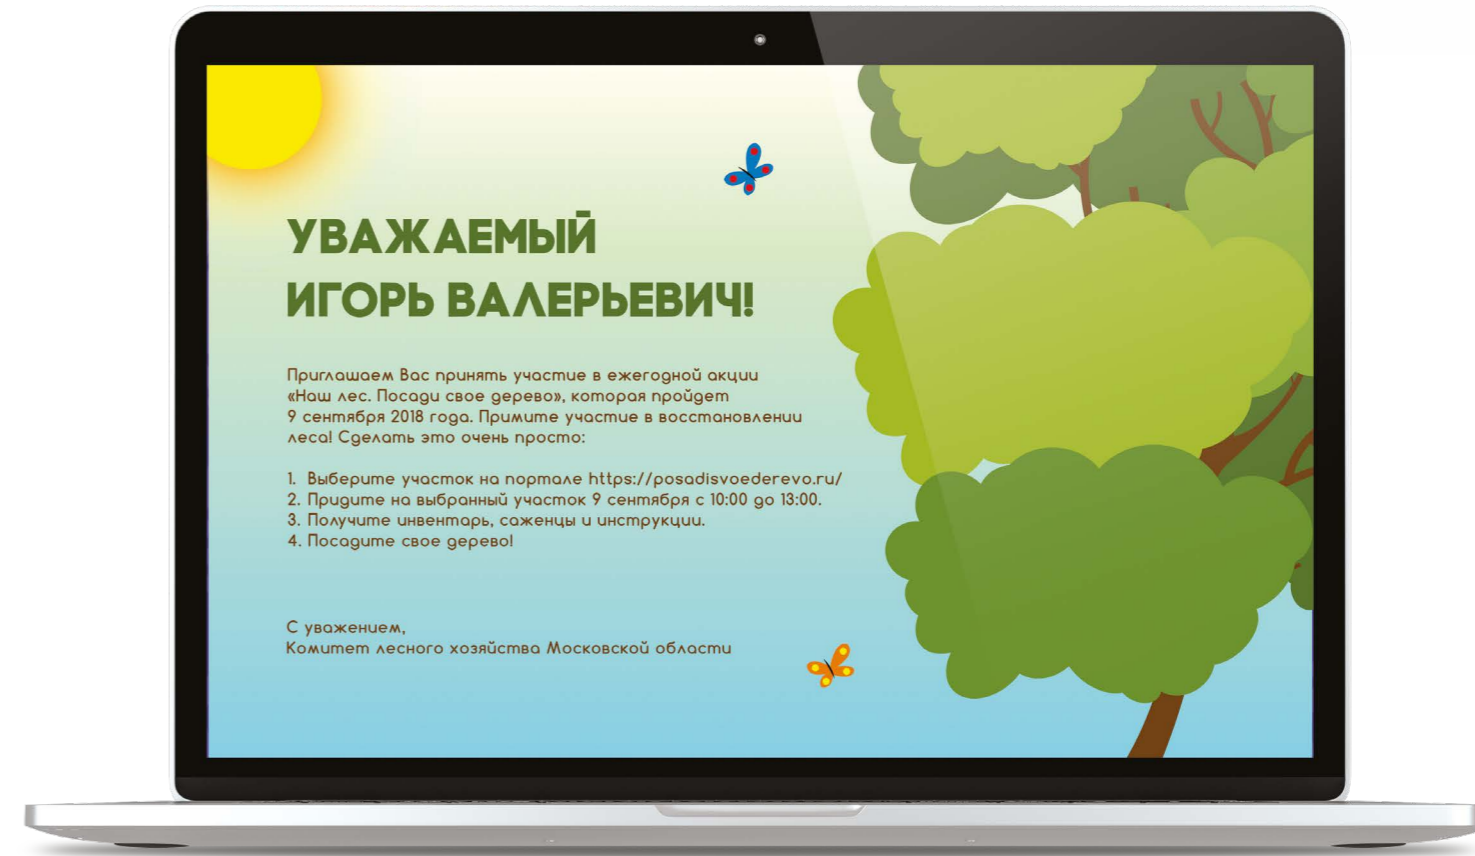 УВАЖАЕМЫЙ
ИГОРЬ ВАЛЕРЬЕВИЧ!
Приглашаем Вас принять участие в ежегодной акции
«Наш лес. Посади свое дерево», которая пройдет
9 сентября 2018 года. Примите участие в восстановлении
леса! Сделать это очень просто:
1. Выберите участок на портале https://posadisvoederevo.ru/
2. Придите на выбранный участок 9 сентября с 10:00 до 13:00.
3. Получите инвентарь, саженцы и инструкции.
4. Посадите свое дерево!
С уважением,
Комитет лесного хозяйства Московской области